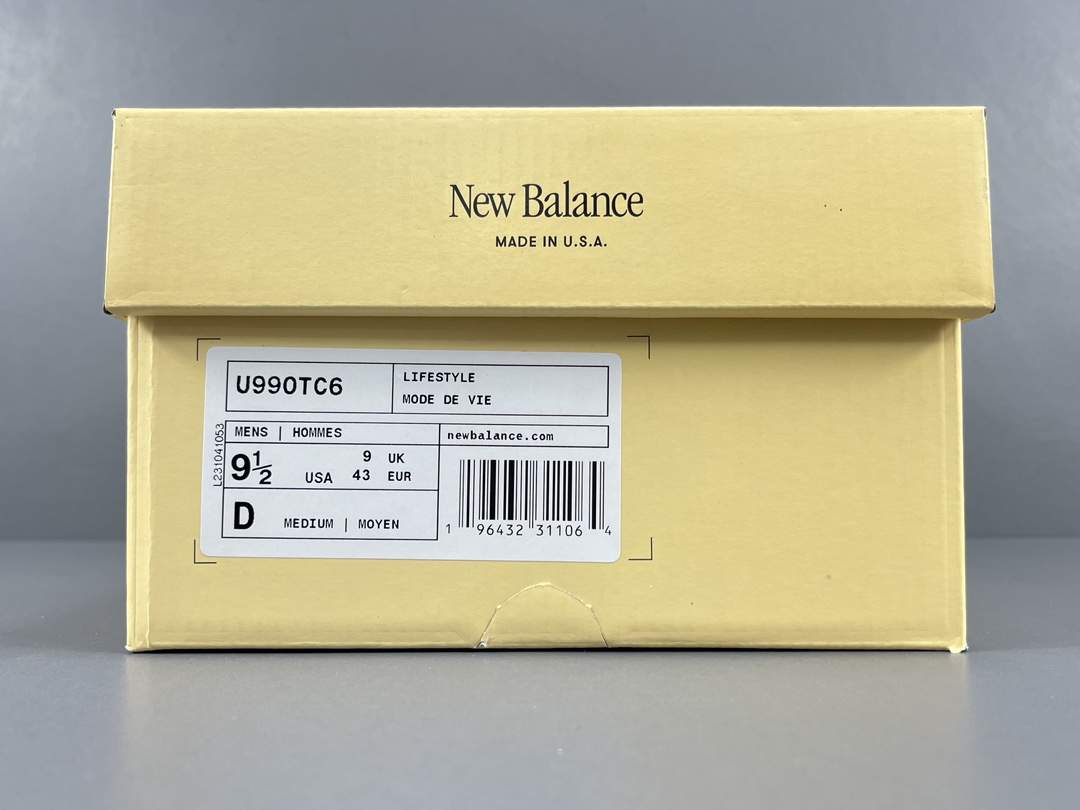 New Balance
MADE IN U.S.A.
U990TC6
LIFESTYLE
MODE DE VIE
L231041053
MENS | HOMMES
newbalance.com
9½ USA
9 UK
43 EUR
D MEDIUM | MOYEN
1 96432 31106 4